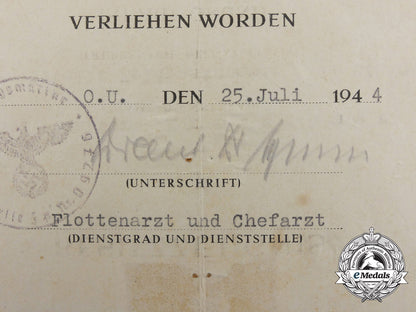 VERLIEHEN WORDEN
O.U. DEN 25.Juli 1944
(UNTERSCHRIFT)
Flottenarzt und Chefarzt
(DIENSTGRAD UND DIENSTSTELLE)
eMedals